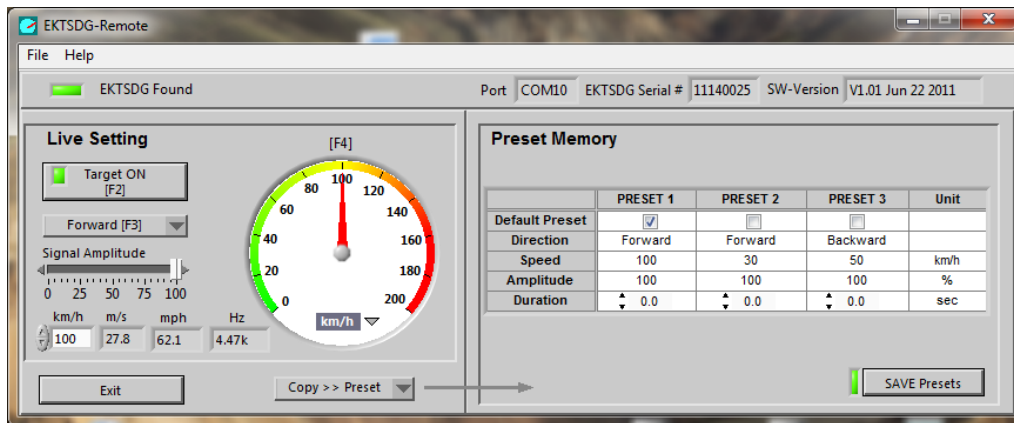 EKTSDG-Remote
File Help
EKTSDG Found Port COM10 EKTSDG Serial # 11140025 SW-Version V1.01 Jun 22 2011
Live Setting
Target ON
[F2]
Forward [F3]
Signal Amplitude
0 25 50 75 100
km/h m/s mph Hz
100 27.8 62.1 4.47k
[F4]
0 20 40 60 80 100 120 140 160 180 200
km/h
Exit
Copy >> Preset
Preset Memory
PRESET 1 PRESET 2 PRESET 3 Unit
Default Preset
Direction Forward Forward Backward
Speed 100 30 50 km/h
Amplitude 100 100 100 %
Duration 0.0 0.0 0.0 sec
SAVE Presets